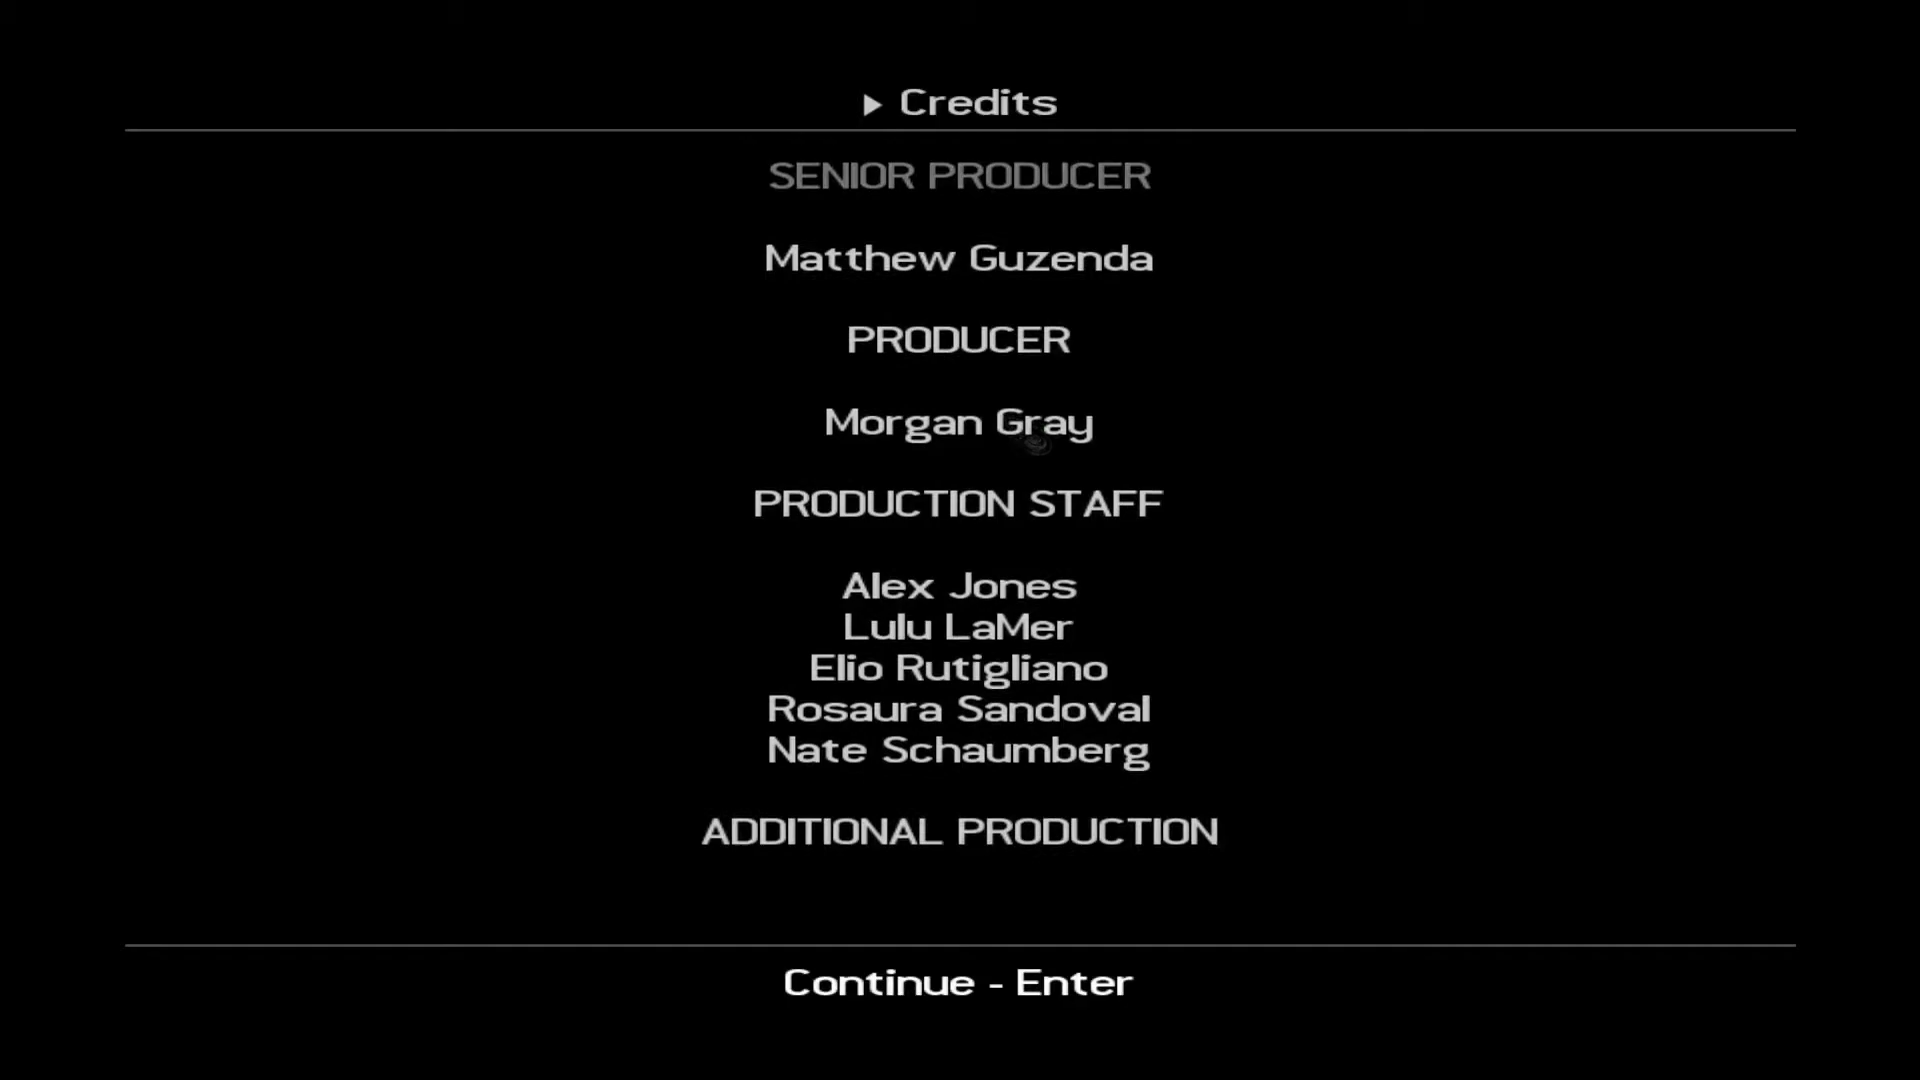 Credits
SENIOR PRODUCER
Matthew Guzenda
PRODUCER
Morgan Gray
PRODUCTION STAFF
Alex Jones
Lulu LaMer
Elio Rutigliano
Rosaura Sandoval
Nate Schaumberg
ADDITIONAL PRODUCTION
Continue - Enter